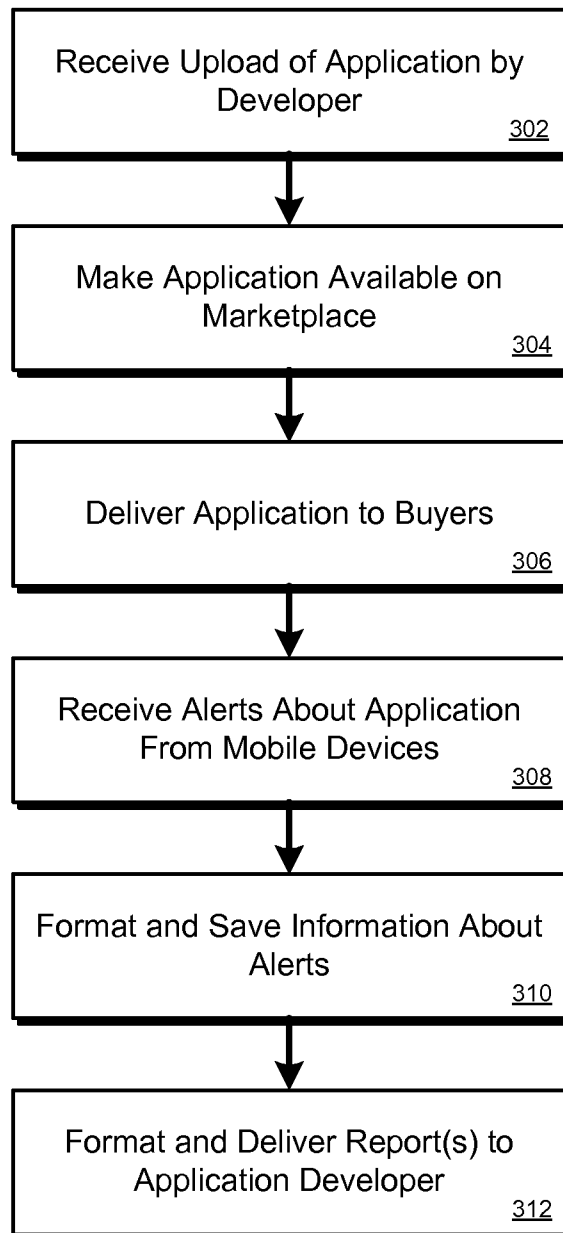 Receive Upload of Application by
Developer
302
Make Application Available on
Marketplace
304
Deliver Application to Buyers
306
Receive Alerts About Application
From Mobile Devices
308
Format and Save Information About
Alerts
310
Format and Deliver Report(s) to
Application Developer
312